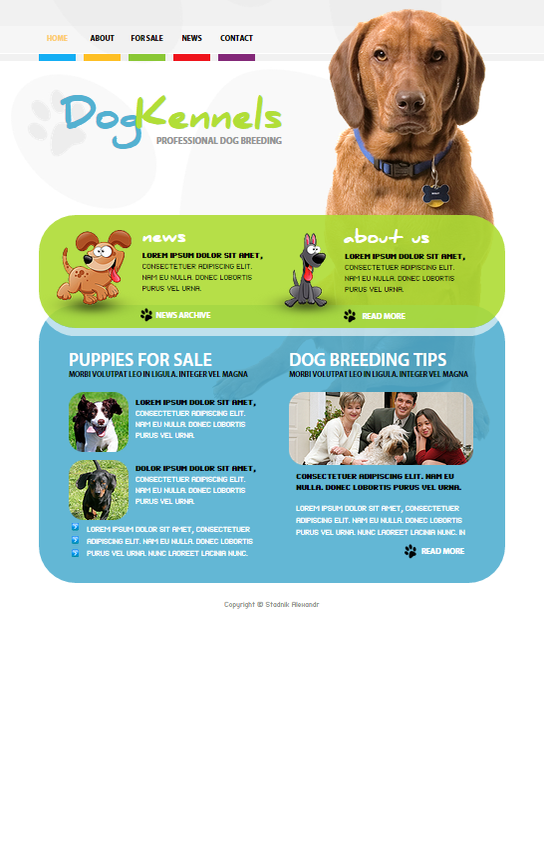 HOME ABOUT FOR SALE NEWS CONTACT
DogKennels
PROFESSIONAL DOG BREEDING
news
LOREM IPSUM DOLOR SIT AMET,
CONSECTETUER ADIPISCING ELIT.
NAM EU NULLA. DONEC LOBORTIS
PURUS VEL URNA.
NEWS ARCHIVE
about us
LOREM IPSUM DOLOR SIT AMET,
CONSECTETUER ADIPISCING ELIT.
NAM EU NULLA. DONEC LOBORTIS
PURUS VEL URNA.
READ MORE
PUPPIES FOR SALE
MORBI VOLUTPAT LEO IN LIGULA. INTEGER VEL MAGNA
LOREM IPSUM DOLOR SIT AMET,
CONSECTETUER ADIPISCING ELIT.
NAM EU NULLA. DONEC LOBORTIS
PURUS VEL URNA.
DOLOR IPSUM DOLOR SIT AMET,
CONSECTETUER ADIPISCING ELIT.
NAM EU NULLA. DONEC LOBORTIS
PURUS VEL URNA.
LOREM IPSUM DOLOR SIT AMET, CONSECTETUER
ADIPISCING ELIT. NAM EU NULLA. DONEC LOBORTIS
PURUS VEL URNA. NUNC LAOREET LACINIA NUNC.
DOG BREEDING TIPS
MORBI VOLUTPAT LEO IN LIGULA. INTEGER VEL MAGNA
CONSECTETUER ADIPISCING ELIT. NAM EU
NULLA. DONEC LOBORTIS PURUS VEL URNA.
LOREM IPSUM DOLOR SIT AMET, CONSECTETUER
ADIPISCING ELIT. NAM EU NULLA. DONEC LOBORTIS
PURUS VEL URNA. NUNC LAOREET LACINIA NUNC. IN
READ MORE
Copyright © Stadnik Alexandr